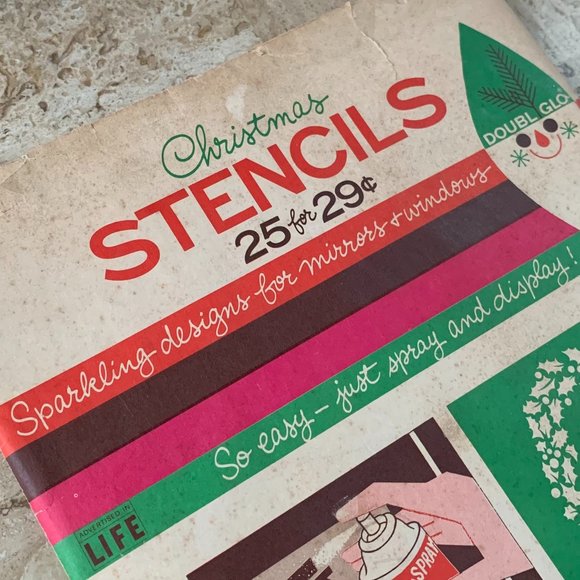 Christmas
STENCILS
25 for 29¢
DOUBL GLO
Sparkling designs for mirrors & windows
So easy – just spray and display!
ADVERTISED IN
LIFE
SPRAY